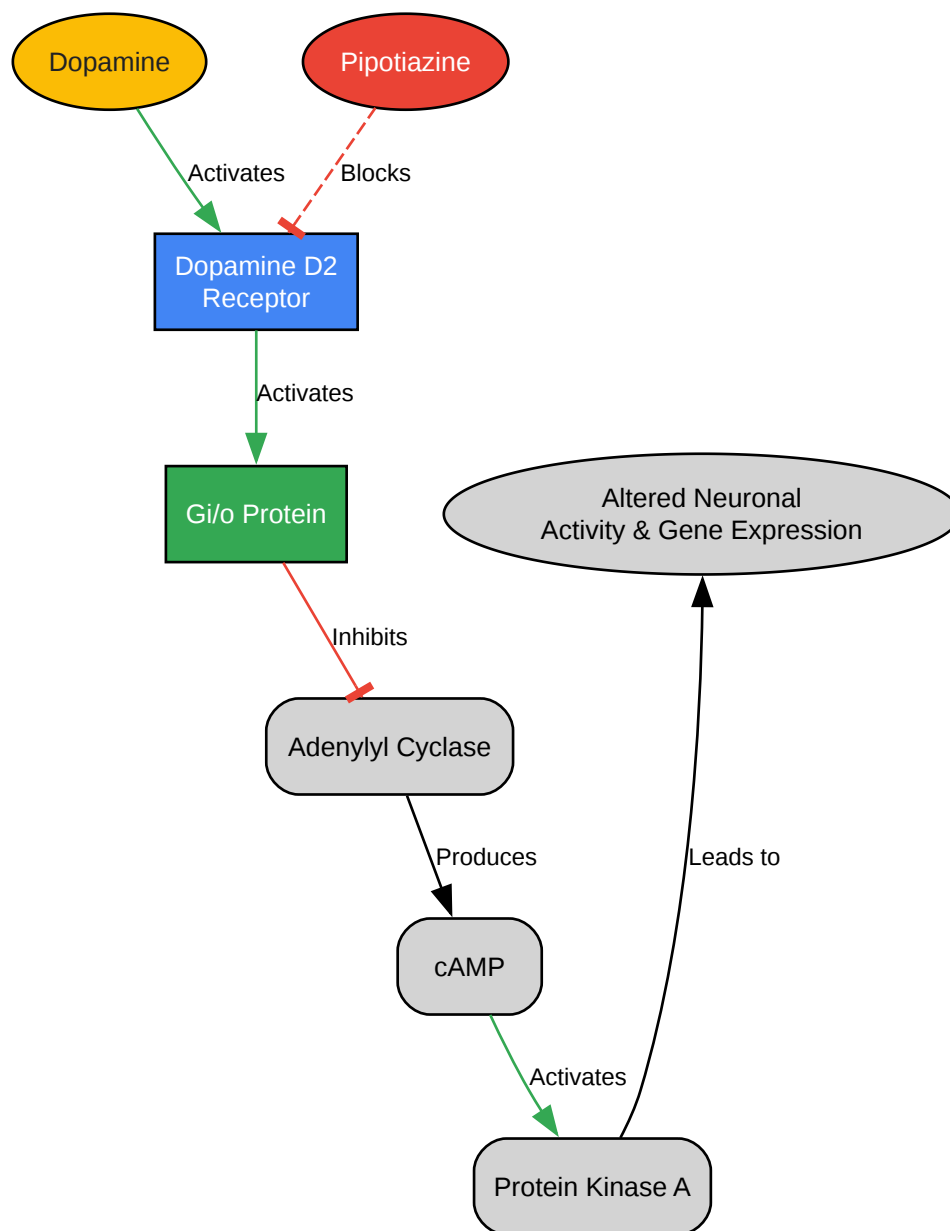 Dopamine
Pipotiazine
Activates
Blocks
Dopamine D2
Receptor
Activates
Gi/o Protein
Altered Neuronal
Activity & Gene Expression
Inhibits
Adenylyl Cyclase
Produces
Leads to
cAMP
Activates
Protein Kinase A